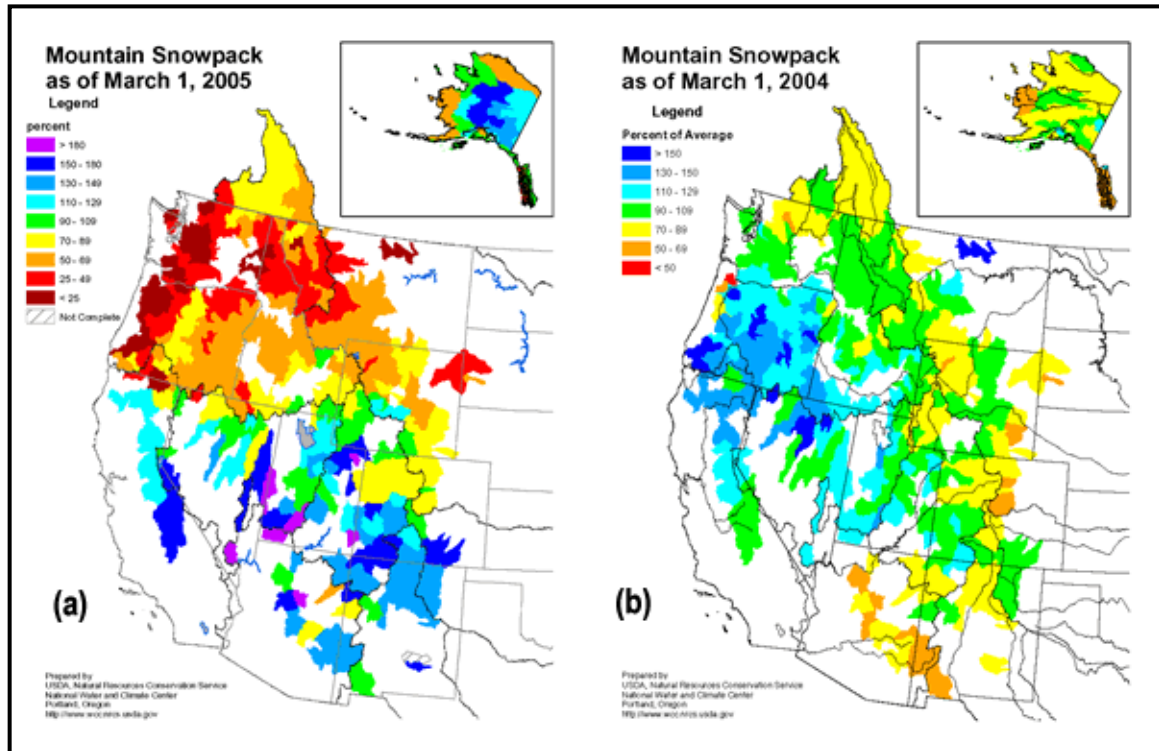 Mountain Snowpack
as of March 1, 2005
Legend
percent
> 180
150 - 180
130 - 149
110 - 129
90 - 109
70 - 89
50 - 69
25 - 49
< 25
Not Complete
(a)
Prepared by
USDA, Natural Resources Conservation Service
National Water and Climate Center
Portland, Oregon
http://www.wcc.nrcs.usda.gov
Mountain Snowpack
as of March 1, 2004
Legend
Percent of Average
> 150
130 - 150
110 - 129
90 - 109
70 - 89
50 - 69
< 50
(b)
Prepared by
USDA, Natural Resources Conservation Service
National Water and Climate Center
Portland, Oregon
http://www.wcc.nrcs.usda.gov